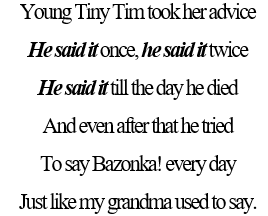 Young Tiny Tim took her advice
He said it once, he said it twice
He said it till the day he died
And even after that he tried
To say Bazonka! every day
Just like my grandma used to say.